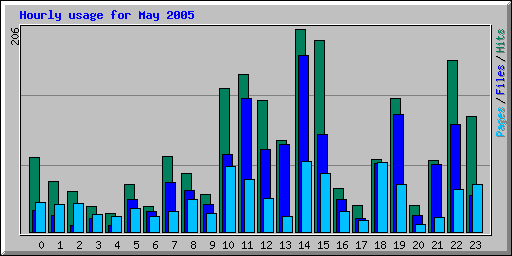 Hourly usage for May 2005
206
Pages/Files/Hits
0 1 2 3 4 5 6 7 8 9 10 11 12 13 14 15 16 17 18 19 20 21 22 23